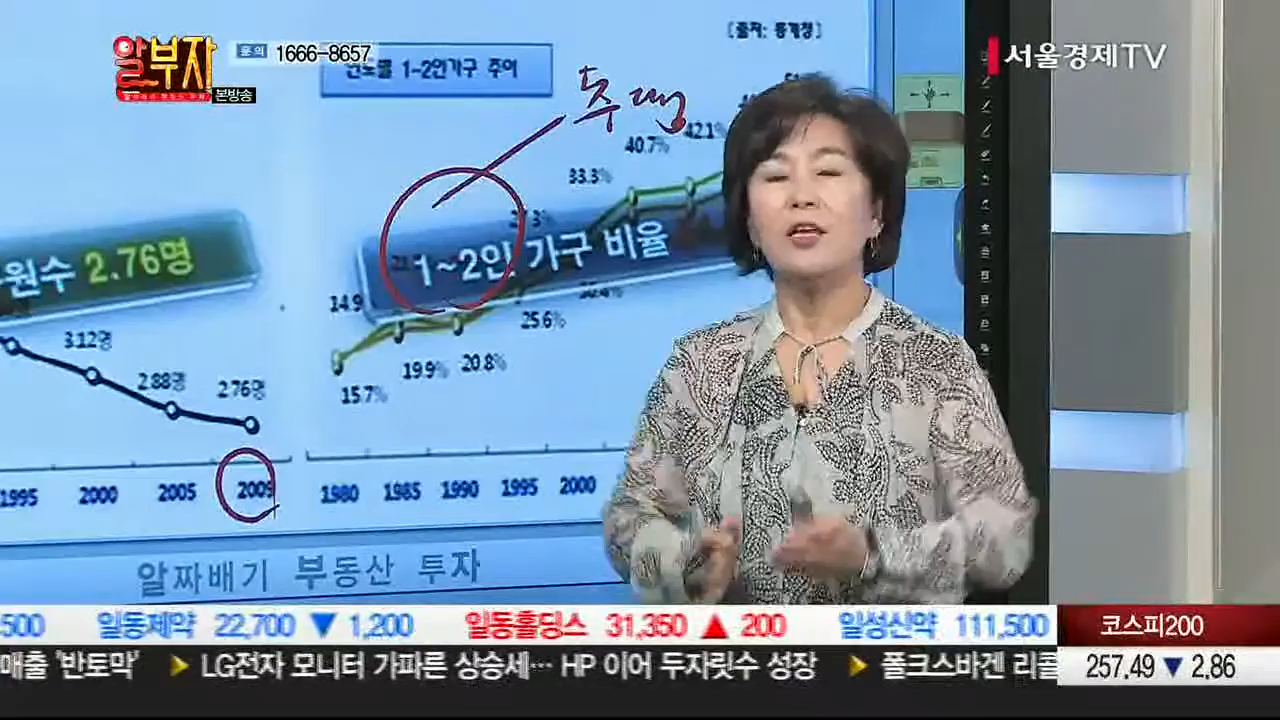 알부자
본방송
문의 1666-8657
서울경제TV
[출처: 통계청]
연도별 1~2인가구 추이
원수 2.76명
1~2인 가구 비율
3.12명
2.88명
2.76명
14.9
15.7%
19.9%
20.8%
25.6%
33.3%
40.7%
42.1%
1995 2000 2005 2009
1980 1985 1990 1995 2000
알짜배기 부동산 투자
500 일동제약 22,700 ▼ 1,200 일동홀딩스 31,350 ▲ 200 일성신약 111,500
코스피200
매출 '반토막' ▶ LG전자 모니터 가파른 상승세… HP 이어 두자릿수 성장 ▶ 폴크스바겐 리콜
257.49 ▼ 2.86